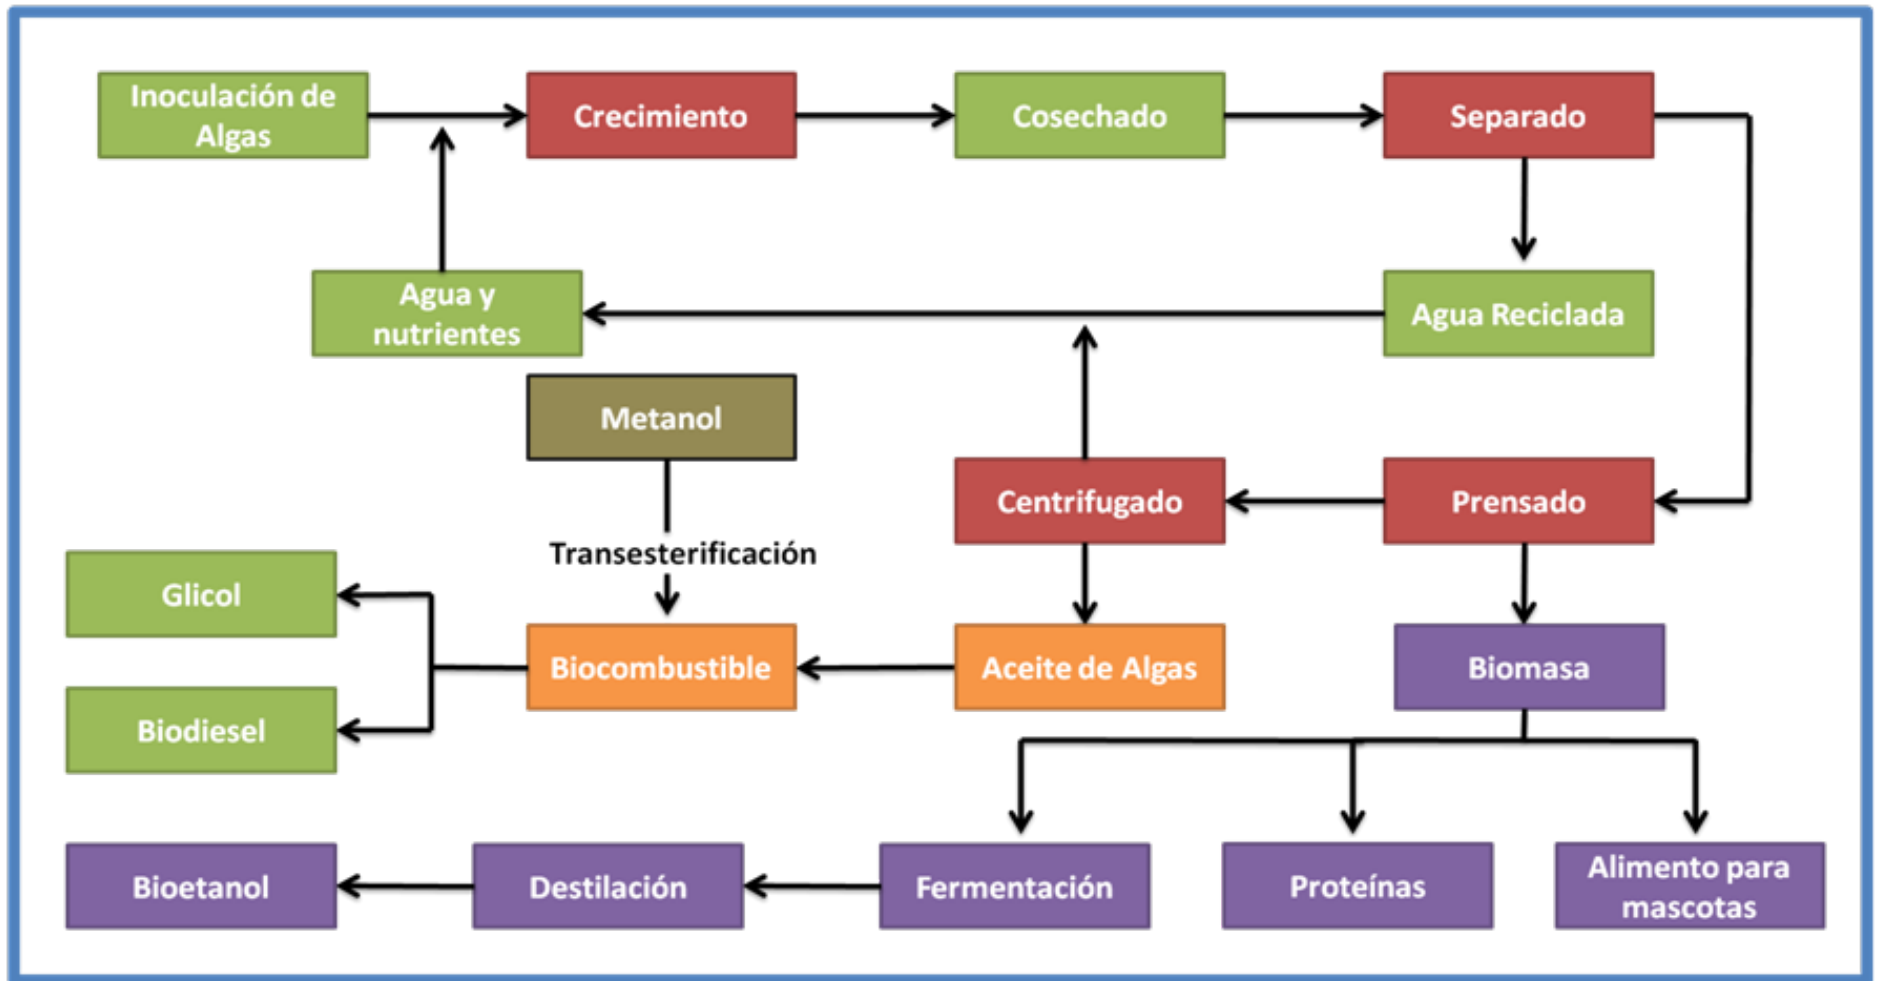 Inoculación de
Algas
Crecimiento
Cosechado
Separado
Agua y
nutrientes
Agua Reciclada
Metanol
Centrifugado
Prensado
Transesterificación
Glicol
Biocombustible
Aceite de Algas
Biomasa
Biodiesel
Bioetanol
Destilación
Fermentación
Proteínas
Alimento para
mascotas